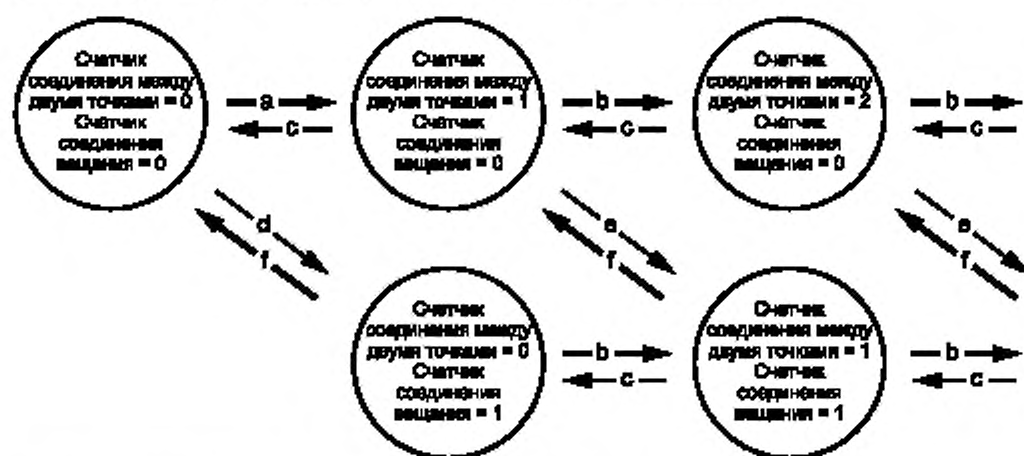 Счетчик
соединения между
двумя точками = 0
Счетчик
соединения
вещания = 0
a
c
Счетчик
соединения между
двумя точками = 1
Счетчик
соединения
вещания = 0
b
c
Счетчик
соединения между
двумя точками = 2
Счетчик
соединения
вещания = 0
b
c
d
f
e
f
e
f
Счетчик
соединения между
двумя точками = 0
Счетчик
соединения
вещания = 1
b
c
Счетчик
соединения между
двумя точками = 1
Счетчик
соединения
вещания = 1
b
c